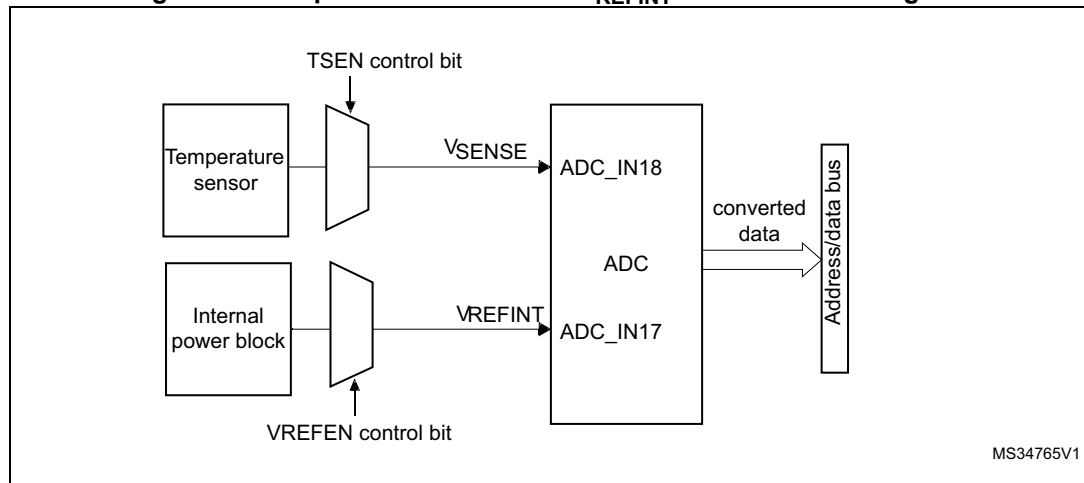 REFINT
TSEN control bit
Temperature
sensor
VSENSE
ADC_IN18
converted
data
Address/data bus
ADC
Internal
power block
VREFINT
ADC_IN17
VREFEN control bit
MS34765V1